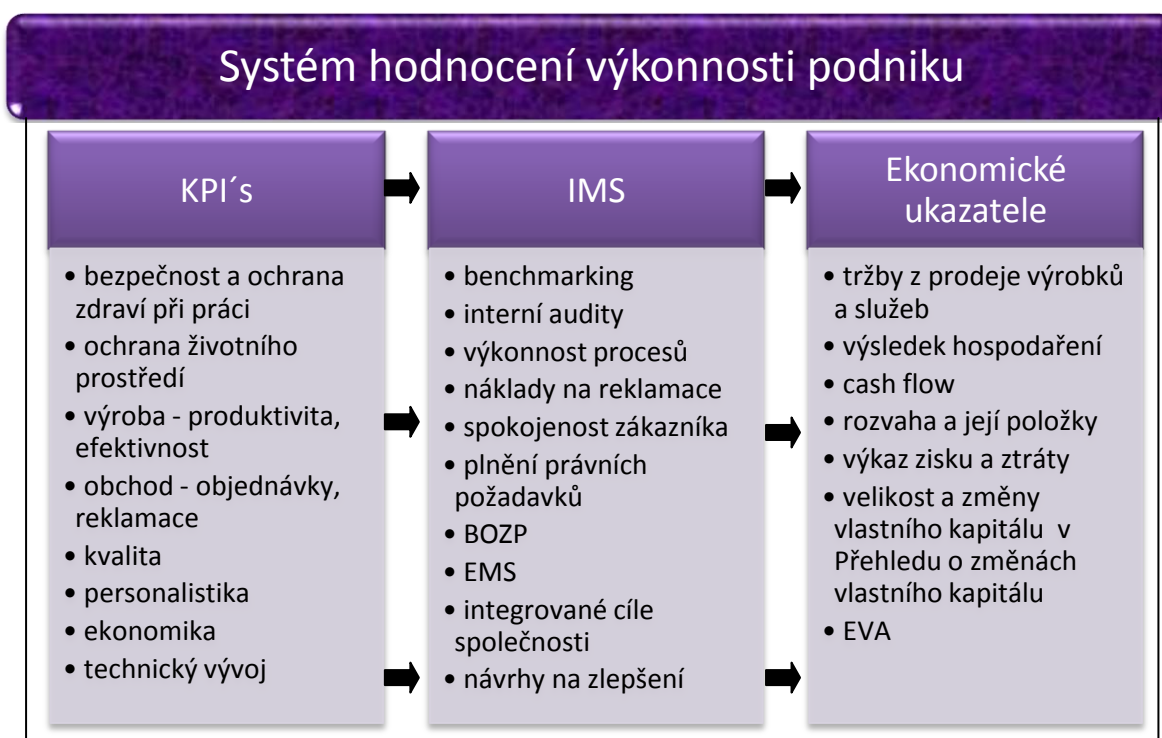 Systém hodnocení výkonnosti podniku
KPI´s
• bezpečnost a ochrana
zdraví při práci
• ochrana životního
prostředí
• výroba - produktivita,
efektivnost
• obchod - objednávky,
reklamace
• kvalita
• personalistika
• ekonomika
• technický vývoj
IMS
• benchmarking
• interní audity
• výkonnost procesů
• náklady na reklamace
• spokojenost zákazníka
• plnění právních
požadavků
• BOZP
• EMS
• integrované cíle
společnosti
• návrhy na zlepšení
Ekonomické
ukazatele
• tržby z prodeje výrobků
a služeb
• výsledek hospodaření
• cash flow
• rozvaha a její položky
• výkaz zisku a ztráty
• velikost a změny
vlastního kapitálu v
Přehledu o změnách
vlastního kapitálu
• EVA